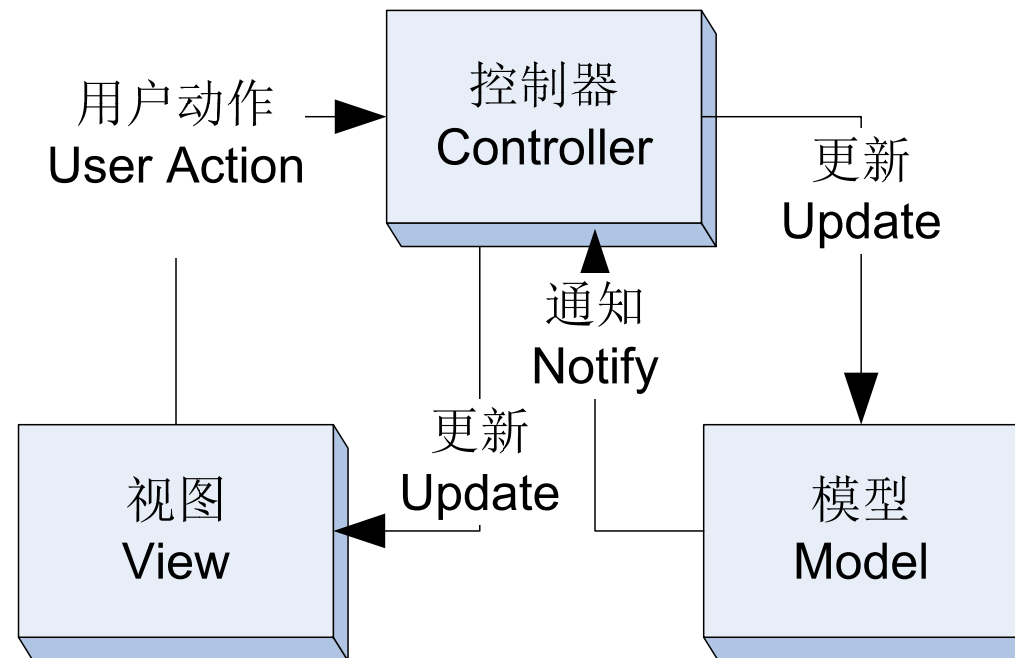 用户动作
User Action
控制器
Controller
更新
Update
通知
Notify
更新
Update
视图
View
模型
Model